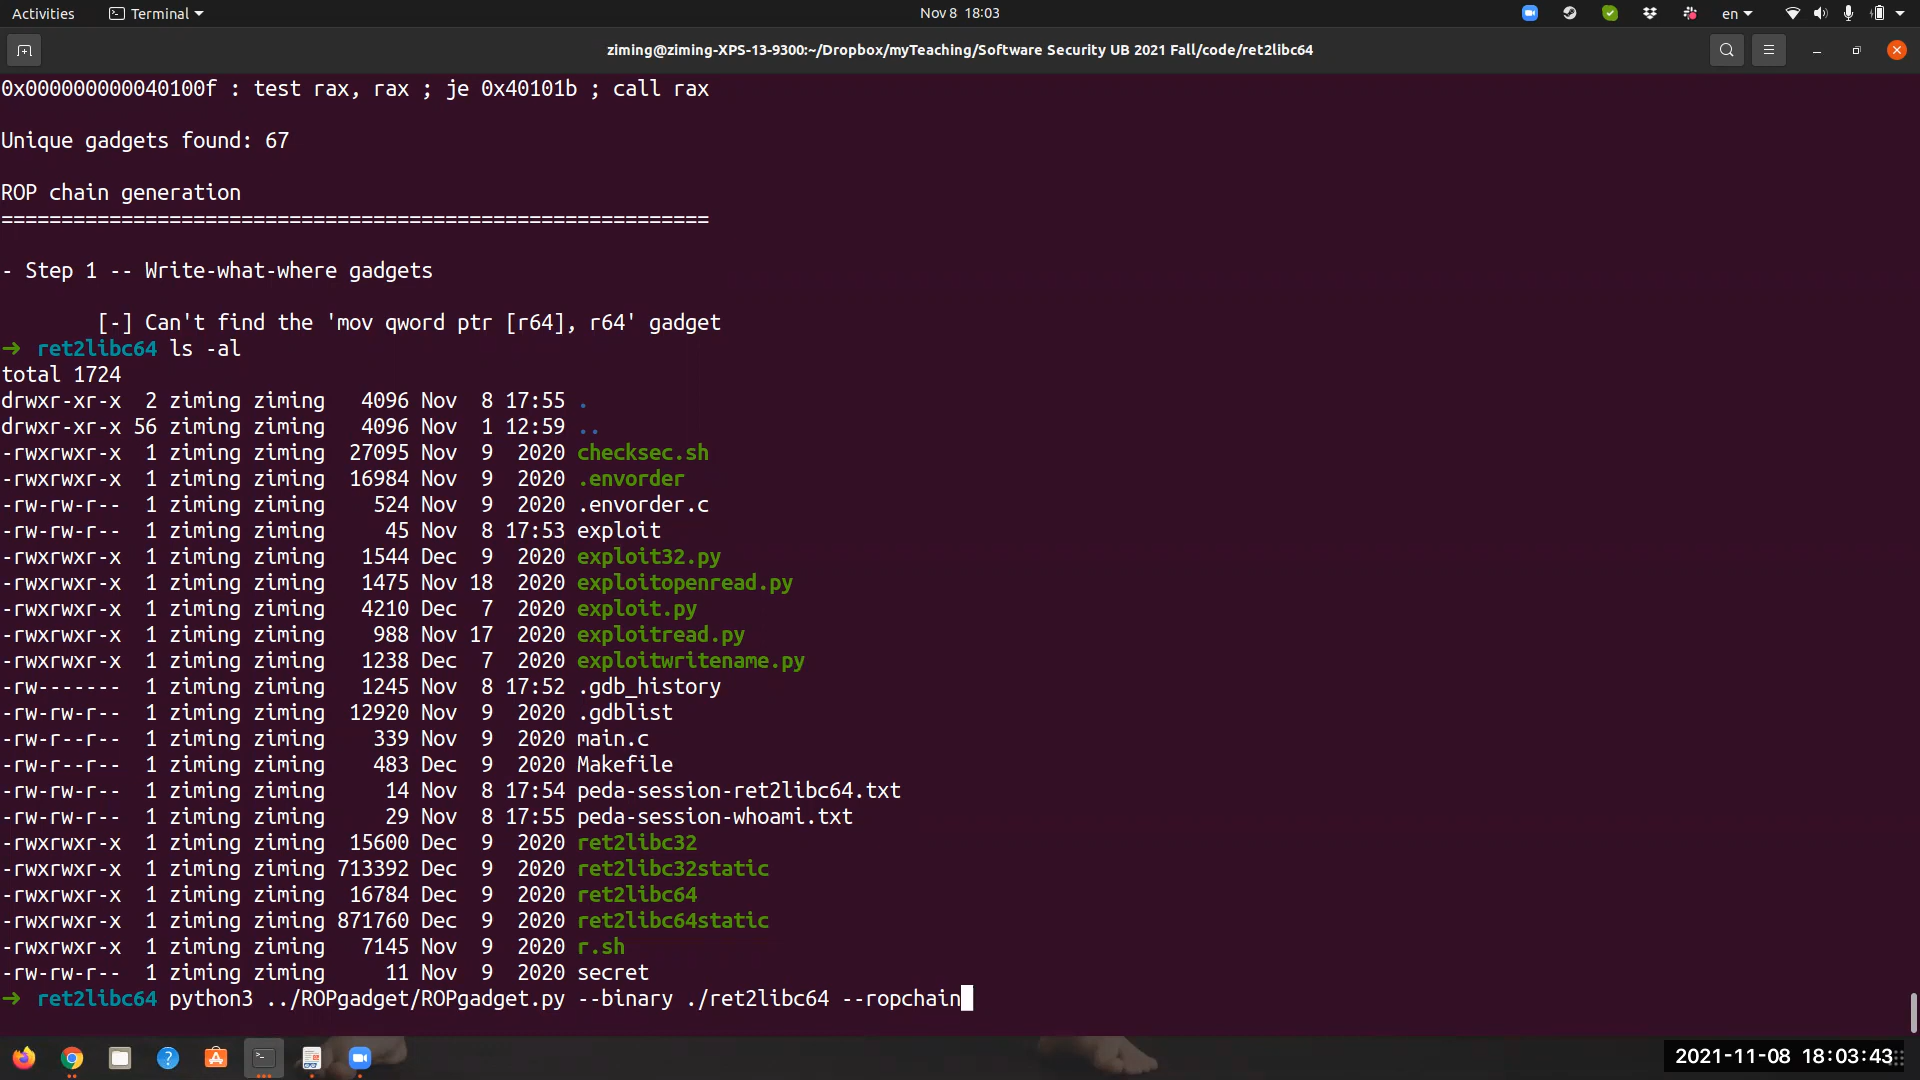 Activities
Terminal
Nov 8 18:03
en
ziming@ziming-XPS-13-9300:~/Dropbox/myTeaching/Software Security UB 2021 Fall/code/ret2libc64
0x000000000040100f : test rax, rax ; je 0x40101b ; call rax
Unique gadgets found: 67
ROP chain generation
===========================================================
- Step 1 -- Write-what-where gadgets
[-] Can't find the 'mov qword ptr [r64], r64' gadget
➜ ret2libc64 ls -al
total 1724
drwxr-xr-x 2 ziming ziming 4096 Nov 8 17:55 .
drwxr-xr-x 56 ziming ziming 4096 Nov 1 12:59 ..
-rwxrwxr-x 1 ziming ziming 27095 Nov 9 2020 checksec.sh
-rwxrwxr-x 1 ziming ziming 16984 Nov 9 2020 .envorder
-rw-rw-r-- 1 ziming ziming 524 Nov 9 2020 .envorder.c
-rw-rw-r-- 1 ziming ziming 45 Nov 8 17:53 exploit
-rwxrwxr-x 1 ziming ziming 1544 Dec 9 2020 exploit32.py
-rwxrwxr-x 1 ziming ziming 1475 Nov 18 2020 exploitopenread.py
-rwxrwxr-x 1 ziming ziming 4210 Dec 7 2020 exploit.py
-rwxrwxr-x 1 ziming ziming 988 Nov 17 2020 exploitread.py
-rwxrwxr-x 1 ziming ziming 1238 Dec 7 2020 exploitwritename.py
-rw------- 1 ziming ziming 1245 Nov 8 17:52 .gdb_history
-rw-rw-r-- 1 ziming ziming 12920 Nov 9 2020 .gdblist
-rw-r--r-- 1 ziming ziming 339 Nov 9 2020 main.c
-rw-r--r-- 1 ziming ziming 483 Dec 9 2020 Makefile
-rw-rw-r-- 1 ziming ziming 14 Nov 8 17:54 peda-session-ret2libc64.txt
-rw-rw-r-- 1 ziming ziming 29 Nov 8 17:55 peda-session-whoami.txt
-rwxrwxr-x 1 ziming ziming 15600 Dec 9 2020 ret2libc32
-rwxrwxr-x 1 ziming ziming 713392 Dec 9 2020 ret2libc32static
-rwxrwxr-x 1 ziming ziming 16784 Dec 9 2020 ret2libc64
-rwxrwxr-x 1 ziming ziming 871760 Dec 9 2020 ret2libc64static
-rwxrwxr-x 1 ziming ziming 7145 Nov 9 2020 r.sh
-rw-rw-r-- 1 ziming ziming 11 Nov 9 2020 secret
➜ ret2libc64 python3 ../ROPgadget/ROPgadget.py --binary ./ret2libc64 --ropchain
2021-11-08 18:03:43